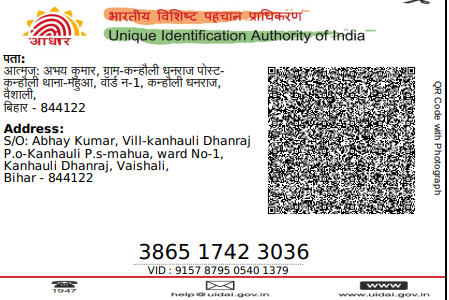 भारतीय विशिष्ट पहचान प्राधिकरण
Unique Identification Authority of India
आधार
पता:
आत्मज: अभय कुमार, ग्राम-कन्हौली धनराज पोस्ट-
कन्हौली थाना-महुआ, वॉर्ड न-1, कन्हौली धनराज,
वैशाली,
बिहार - 844122
Address:
S/O: Abhay Kumar, Vill-kanhauli Dhanraj
P.o-Kanhauli P.s-mahua, ward No-1,
Kanhauli Dhanraj, Vaishali,
Bihar - 844122
QR Code with Photograph
3865 1742 3036
VID : 9157 8795 0540 1379
1947
help@uidai.gov.in
www
www.uidai.gov.in